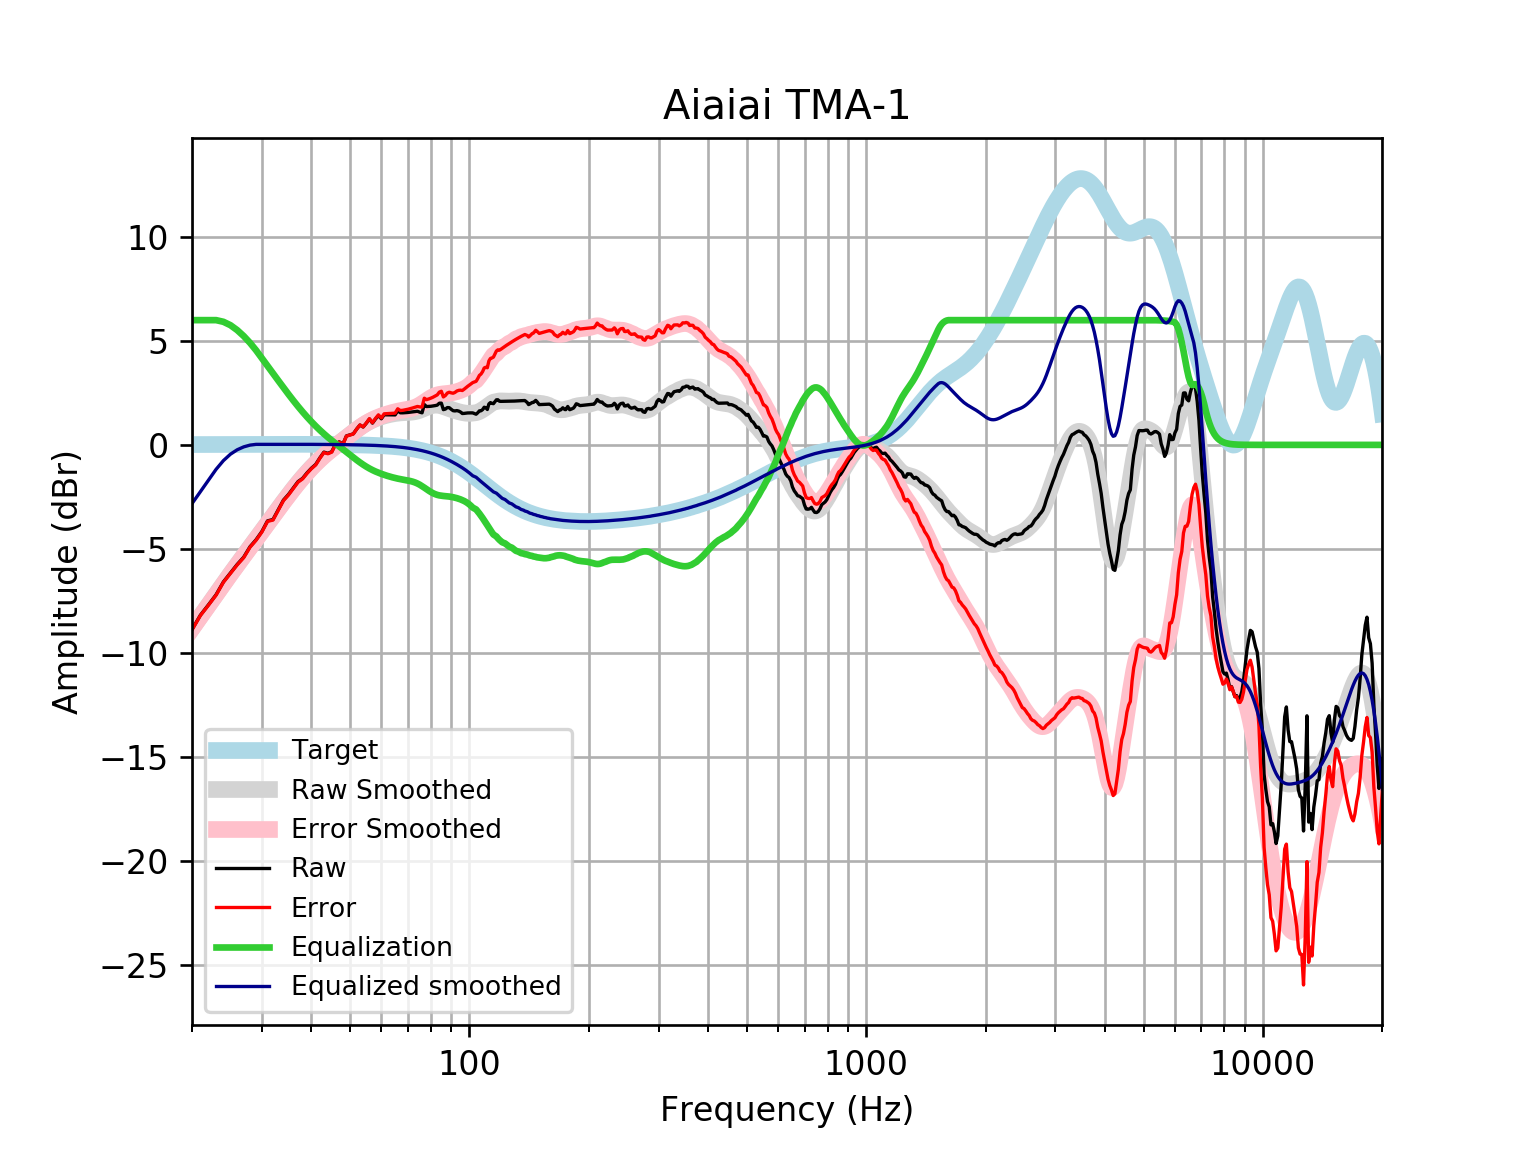 Aiaiai TMA-1
Amplitude (dBr)
10
5
0
−5
−10
−15
−20
−25
Target
Raw Smoothed
Error Smoothed
Raw
Error
Equalization
Equalized smoothed
100
1000
10000
Frequency (Hz)